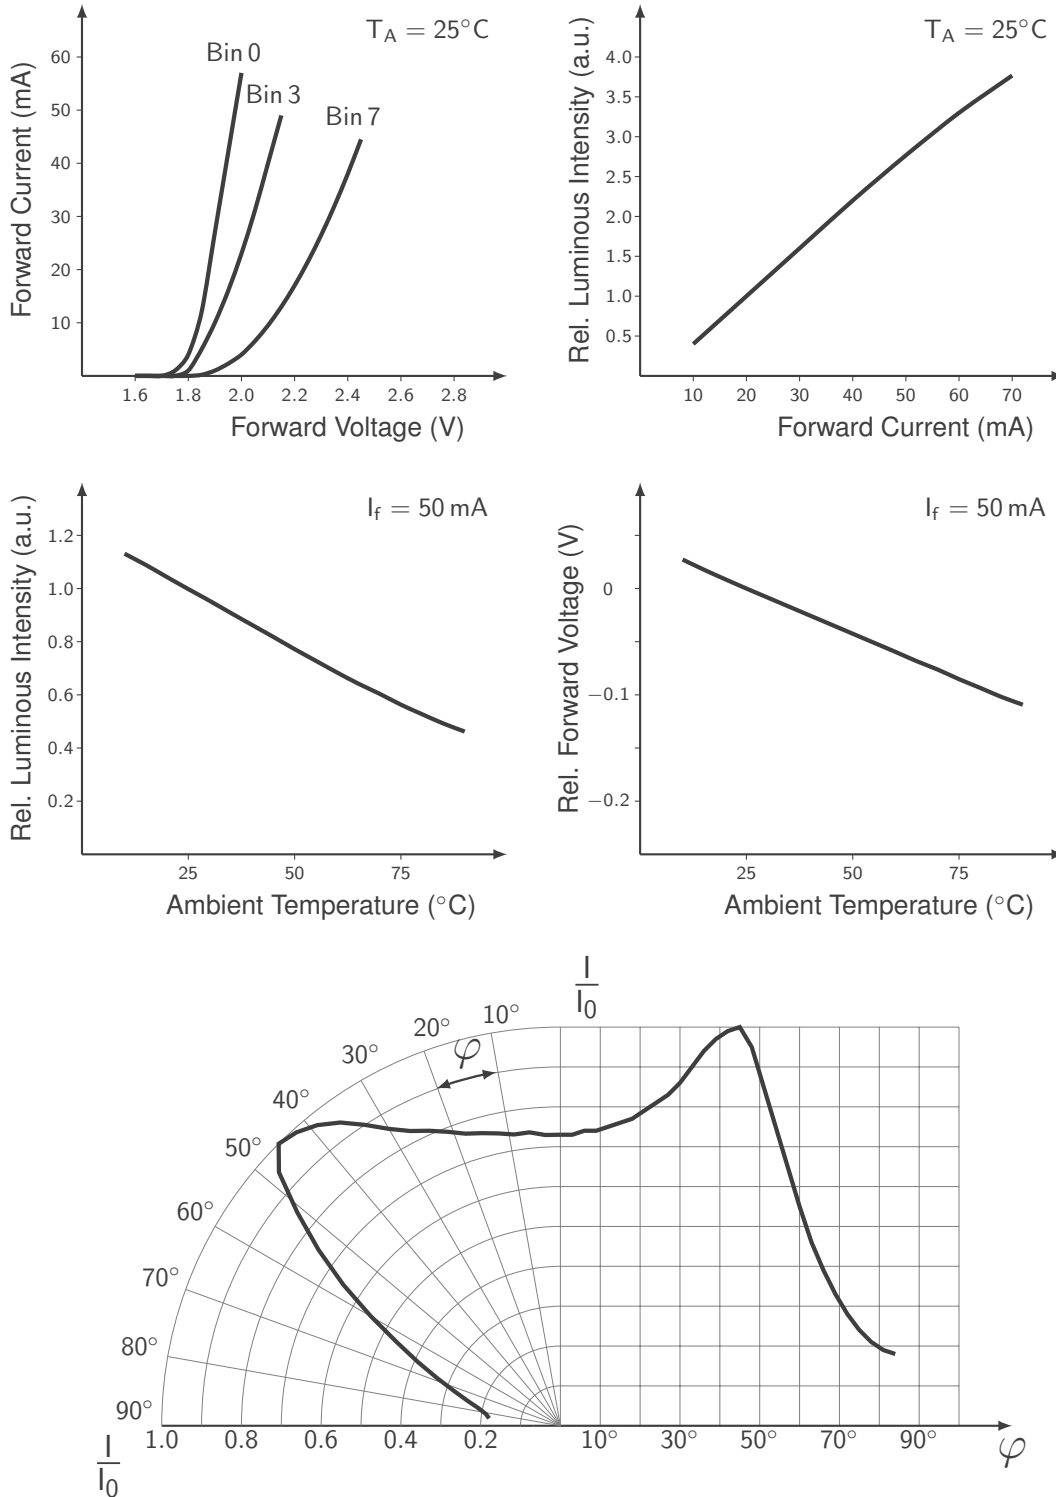 T_A = 25°C
Forward Current (mA)
60
50
40
30
20
10
Bin 0
Bin 3
Bin 7
1.6 1.8 2.0 2.2 2.4 2.6 2.8
Forward Voltage (V)
T_A = 25°C
Rel. Luminous Intensity (a.u.)
4.0
3.5
3.0
2.5
2.0
1.5
1.0
0.5
10 20 30 40 50 60 70
Forward Current (mA)
I_f = 50 mA
Rel. Luminous Intensity (a.u.)
1.2
1.0
0.8
0.6
0.4
0.2
25 50 75
Ambient Temperature (°C)
I_f = 50 mA
Rel. Forward Voltage (V)
0
−0.1
−0.2
25 50 75
Ambient Temperature (°C)
I
I_0
10°
20°
φ
30°
40°
50°
60°
70°
80°
90°
1.0 0.8 0.6 0.4 0.2 10° 30° 50° 70° 90° φ
I
I_0